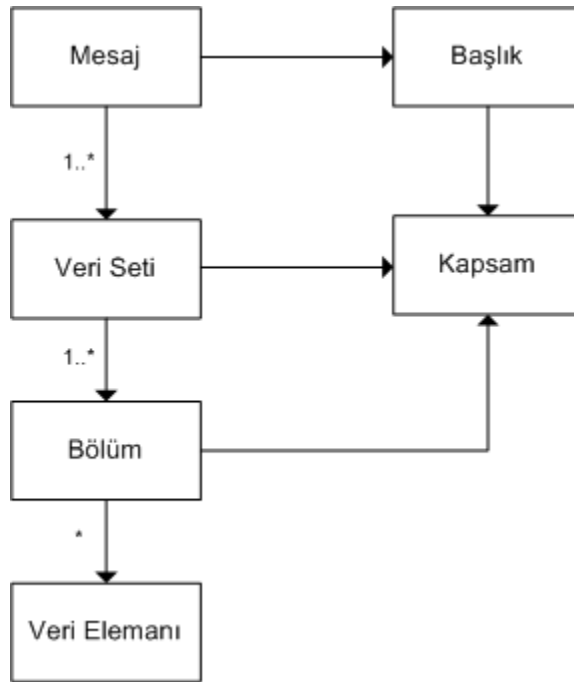 Mesaj
Başlık
1..*
Veri Seti
Kapsam
1..*
Bölüm
*
Veri Elemanı